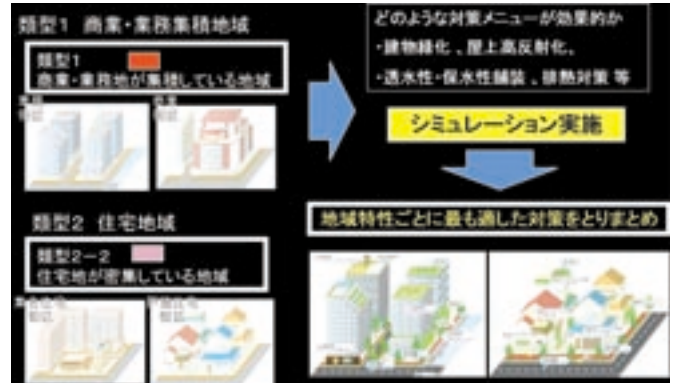 類型1 商業・業務集積地域
類型1
商業・業務地が集積している地域
類型2 住宅地域
類型2-2
住宅地が密集している地域
どのような対策メニューが効果的か
・建物緑化、屋上高反射化、
・透水性・保水性舗装、排熱対策 等
シミュレーション実施
地域特性ごとに最も適した対策をとりまとめ